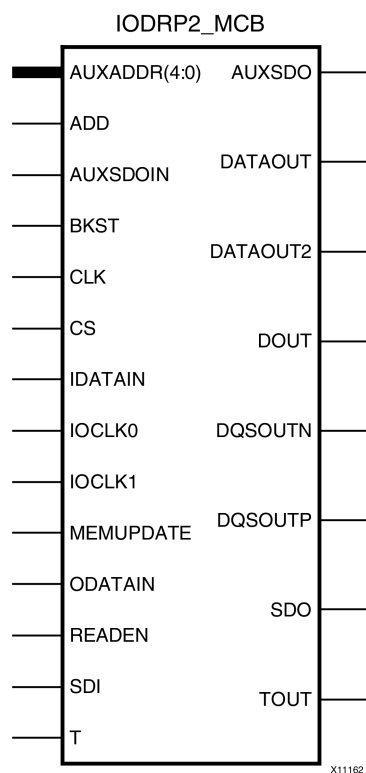 IODRP2_MCB
AUXADDR(4:0) AUXSDO
ADD
DATAOUT
AUXSDOIN
BKST
DATAOUT2
CLK
CS
DOUT
IDATAIN
IOCLK0 DQSOUTN
IOCLK1
DQSOUTP
MEMUPDATE
ODATAIN
SDO
READEN
SDI
TOUT
T
X11162